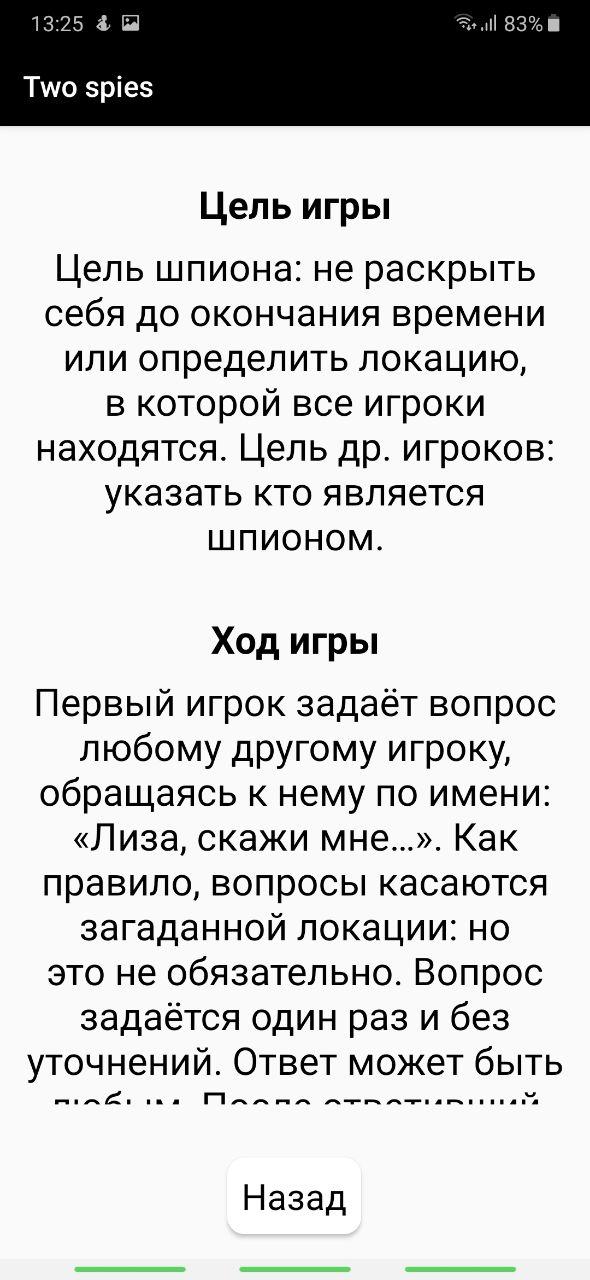 13:25
83%
Two spies
Цель игры
Цель шпиона: не раскрыть
себя до окончания времени
или определить локацию,
в которой все игроки
находятся. Цель др. игроков:
указать кто является
шпионом.
Ход игры
Первый игрок задаёт вопрос
любому другому игроку,
обращаясь к нему по имени:
«Лиза, скажи мне...». Как
правило, вопросы касаются
загаданной локации: но
это не обязательно. Вопрос
задаётся один раз и без
уточнений. Ответ может быть
любым. После ответивший
Назад